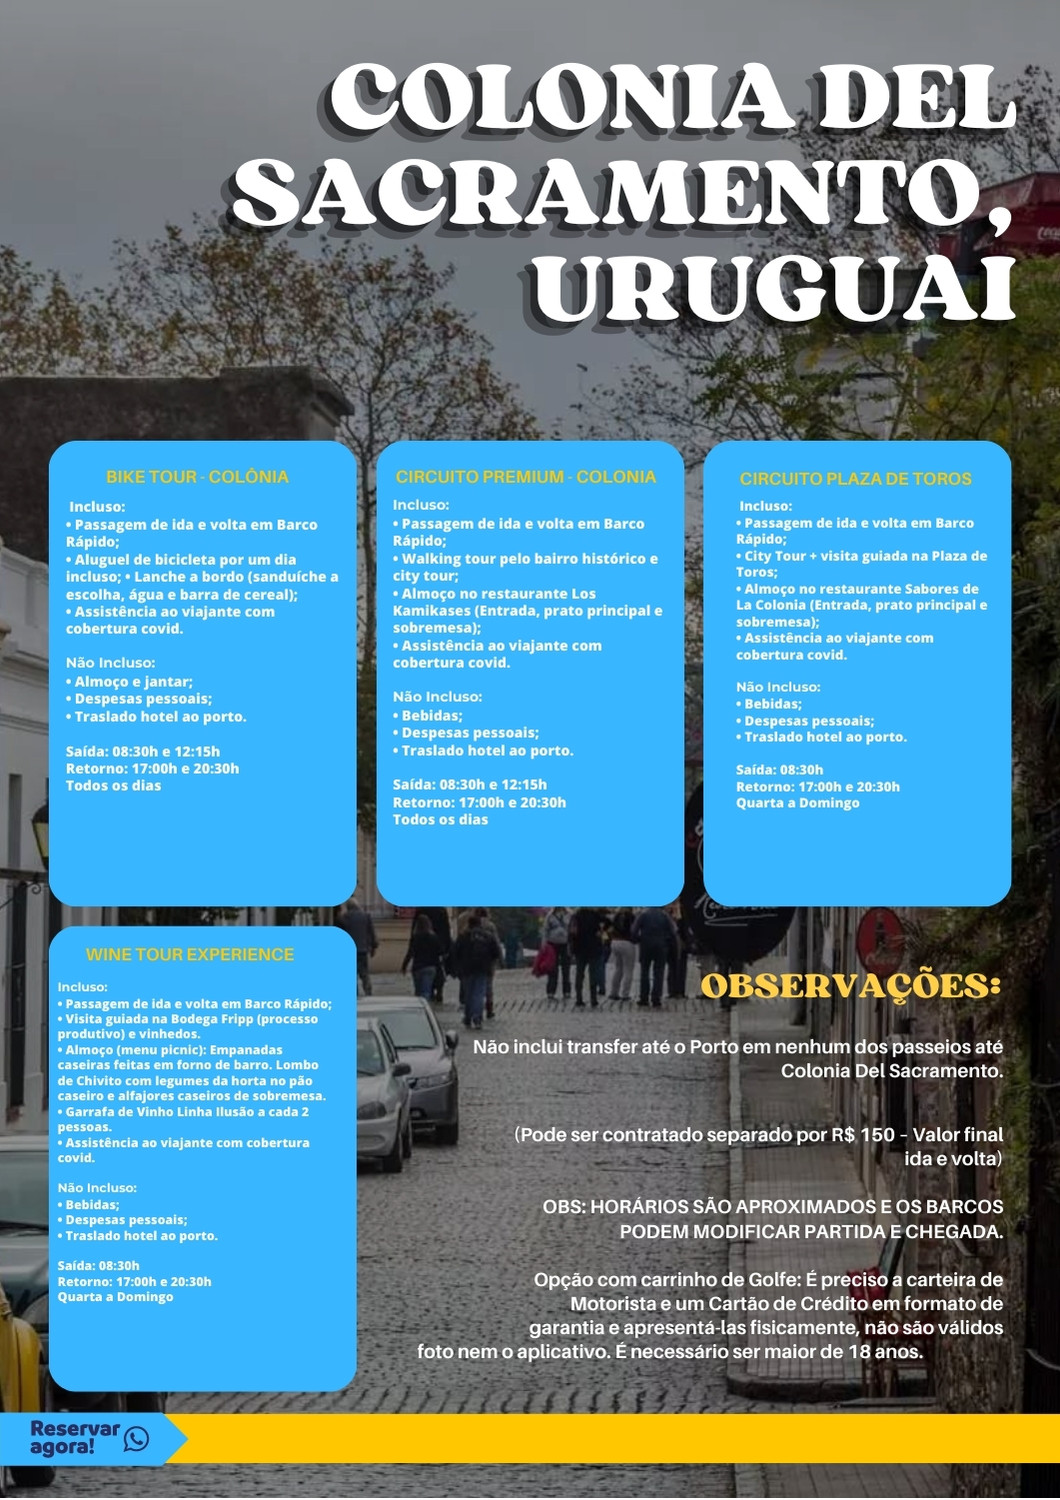 COLONIA DEL
SACRAMENTO,
URUGUAI
BIKE TOUR - COLÔNIA
Incluso:
• Passagem de ida e volta em Barco
Rápido;
• Aluguel de bicicleta por um dia
incluso; • Lanche a bordo (sanduíche a
escolha, água e barra de cereal);
• Assistência ao viajante com
cobertura covid.
Não Incluso:
• Almoço e jantar;
• Despesas pessoais;
• Traslado hotel ao porto.
Saída: 08:30h e 12:15h
Retorno: 17:00h e 20:30h
Todos os dias
CIRCUITO PREMIUM - COLONIA
Incluso:
• Passagem de ida e volta em Barco
Rápido;
• Walking tour pelo bairro histórico e
city tour;
• Almoço no restaurante Los
Kamikases (Entrada, prato principal e
sobremesa);
• Assistência ao viajante com
cobertura covid.
Não Incluso:
• Bebidas;
• Despesas pessoais;
• Traslado hotel ao porto.
Saída: 08:30h e 12:15h
Retorno: 17:00h e 20:30h
Todos os dias
CIRCUITO PLAZA DE TOROS
Incluso:
• Passagem de ida e volta em Barco
Rápido;
• City Tour + visita guiada na Plaza de
Toros;
• Almoço no restaurante Sabores de
La Colonia (Entrada, prato principal e
sobremesa);
• Assistência ao viajante com
cobertura covid.
Não Incluso:
• Bebidas;
• Despesas pessoais;
• Traslado hotel ao porto.
Saída: 08:30h
Retorno: 17:00h e 20:30h
Quarta a Domingo
WINE TOUR EXPERIENCE
Incluso:
• Passagem de ida e volta em Barco Rápido;
• Visita guiada na Bodega Fripp (processo
produtivo) e vinhedos.
• Almoço (menu picnic): Empanadas
caseiras feitas em forno de barro. Lombo
de Chivito com legumes da horta no pão
caseiro e alfajores caseiros de sobremesa.
• Garrafa de Vinho Linha Ilusão a cada 2
pessoas.
• Assistência ao viajante com cobertura
covid.
Não Incluso:
• Bebidas;
• Despesas pessoais;
• Traslado hotel ao porto.
Saída: 08:30h
Retorno: 17:00h e 20:30h
Quarta a Domingo
OBSERVAÇÕES:
Não inclui transfer até o Porto em nenhum dos passeios até
Colonia Del Sacramento.
(Pode ser contratado separado por R$ 150 – Valor final
ida e volta)
OBS: HORÁRIOS SÃO APROXIMADOS E OS BARCOS
PODEM MODIFICAR PARTIDA E CHEGADA.
Opção com carrinho de Golfe: É preciso a carteira de
Motorista e um Cartão de Crédito em formato de
garantia e apresentá-las fisicamente, não são válidos
foto nem o aplicativo. É necessário ser maior de 18 anos.
Reservar
agora!